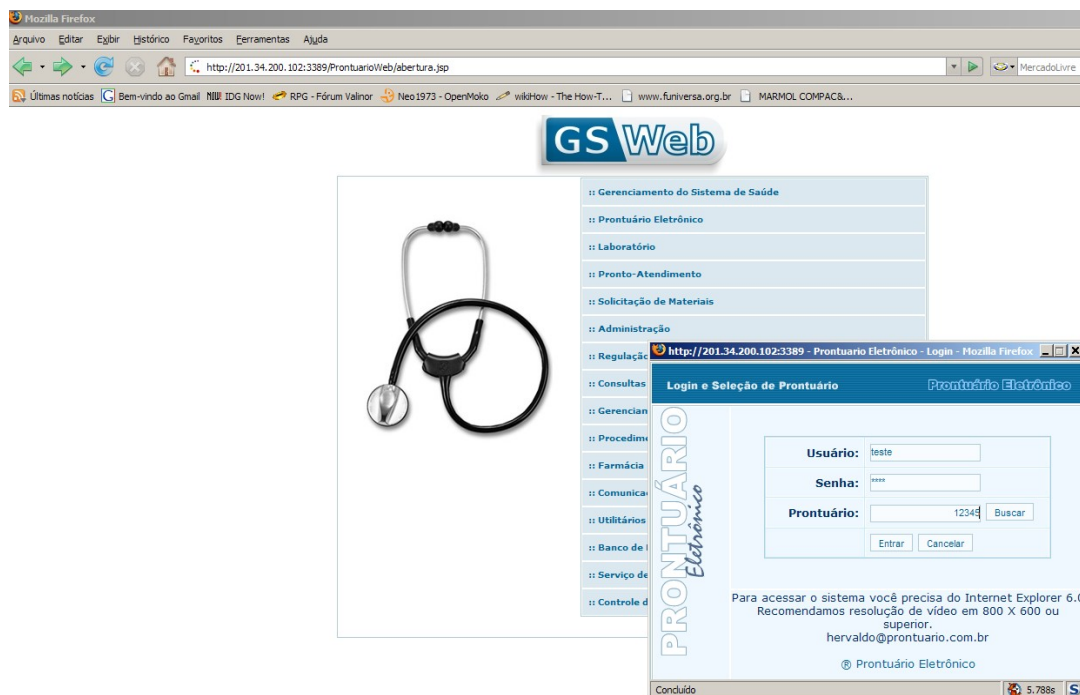 Mozilla Firefox
Arquivo Editar Exibir Histórico Favoritos Ferramentas Ajuda
http://201.34.200.102:3389/ProntuarioWeb/abertura.jsp
MercadoLivre
Últimas notícias Bem-vindo ao Gmail IDG Now! RPG - Fórum Valinor Neo1973 - OpenMoko wikiHow - The How-T... www.funiversa.org.br MARMOL COMPAC&...
GS Web
:: Gerenciamento do Sistema de Saúde
:: Prontuário Eletrônico
:: Laboratório
:: Pronto-Atendimento
:: Solicitação de Materiais
:: Administração
:: Regulação
:: Consultas
:: Gerencian
:: Procedime
:: Farmácia
:: Comunica
:: Utilitários
:: Banco de
:: Serviço de
:: Controle d
http://201.34.200.102:3389 - Prontuario Eletrônico - Login - Mozilla Firefox
Login e Seleção de Prontuário
Prontuário Eletrônico
PRONTUÁRIO
Eletrônico
Usuário: teste
Senha: ****
Prontuário: 12345 Buscar
Entrar Cancelar
Para acessar o sistema você precisa do Internet Explorer 6.0
Recomendamos resolução de vídeo em 800 X 600 ou
superior.
hervaldo@prontuario.com.br
® Prontuário Eletrônico
Concluído
5.788s